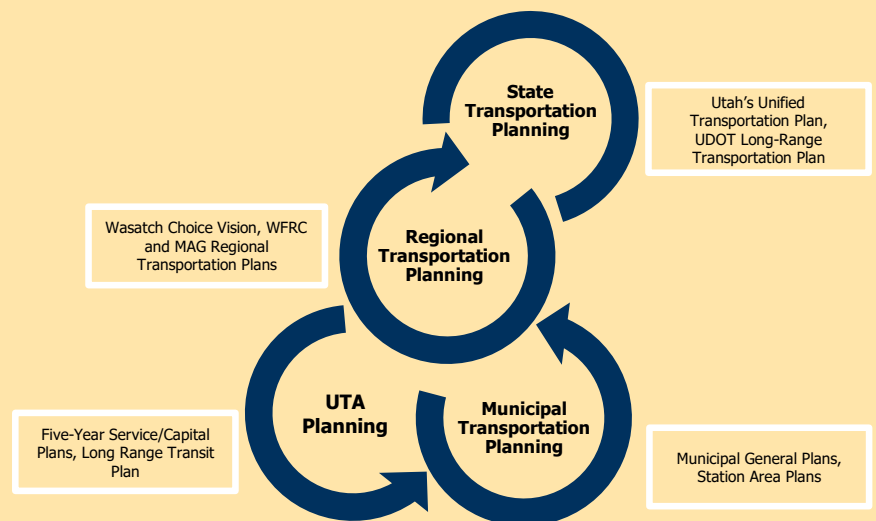 State
Transportation
Planning
Utah's Unified
Transportation Plan,
UDOT Long-Range
Transportation Plan
Wasatch Choice Vision, WFRC
and MAG Regional
Transportation Plans
Regional
Transportation
Planning
UTA
Planning
Municipal
Transportation
Planning
Five-Year Service/Capital
Plans, Long Range Transit
Plan
Municipal General Plans,
Station Area Plans